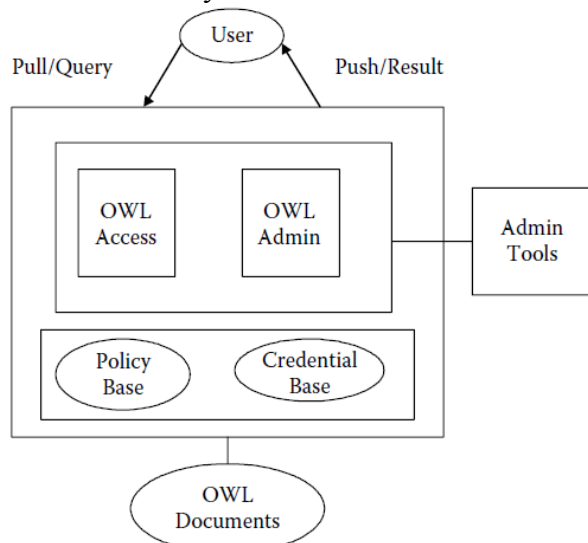 User
Pull/Query
Push/Result
OWL
Access
OWL
Admin
Admin
Tools
Policy
Base
Credential
Base
OWL
Documents